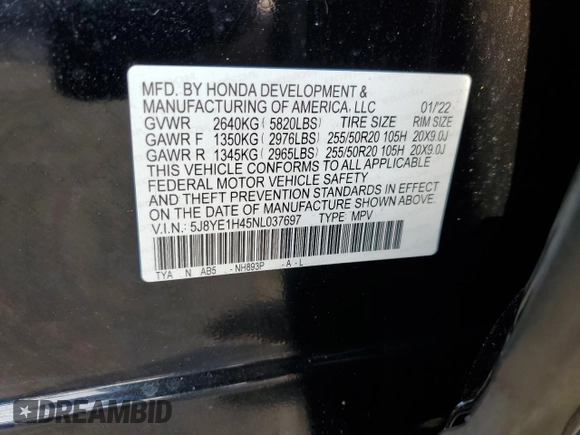 MFD. BY HONDA DEVELOPMENT &
MANUFACTURING OF AMERICA, LLC 01/'22
GVWR 2640KG ( 5820LBS) TIRE SIZE RIM SIZE
GAWR F 1350KG ( 2976LBS) 255/50R20 105H 20X9.0J
GAWR R 1345KG ( 2965LBS) 255/50R20 105H 20X9.0J
THIS VEHICLE CONFORMS TO ALL APPLICABLE
FEDERAL MOTOR VEHICLE SAFETY
AND THEFT PREVENTION STANDARDS IN EFFECT
ON THE DATE OF MANUFACTURE SHOWN ABOVE.
V.I.N.: 5J8YE1H45NL037697 TYPE: MPV
TYA N AB5 .- NH893P - A - L
DREAMBID